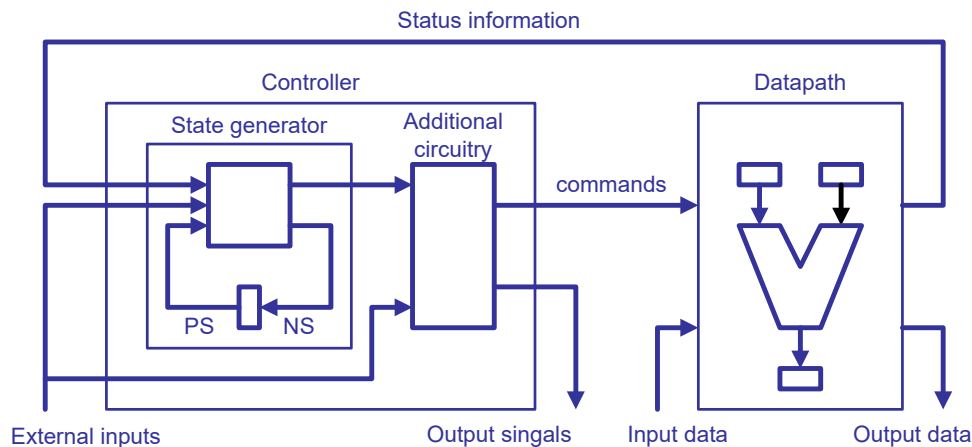 Status information
Controller
Datapath
State generator
Additional
circuitry
commands
PS
NS
External inputs
Output singals
Input data
Output data